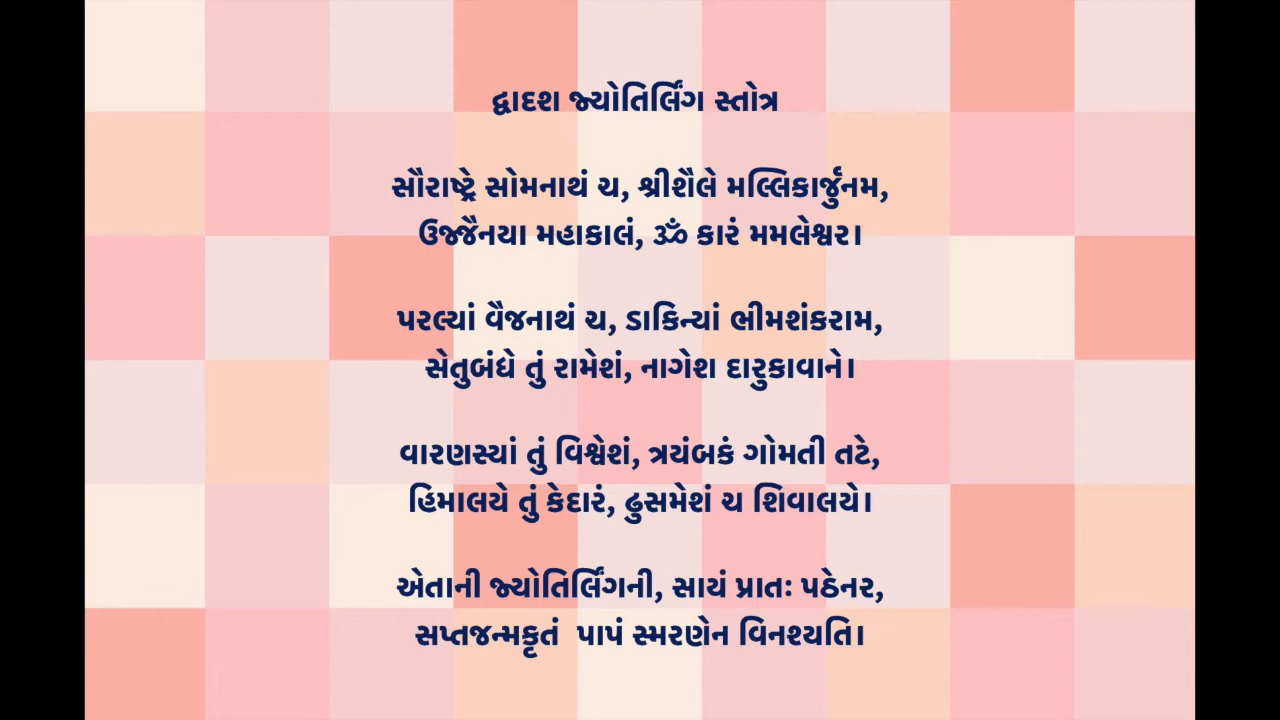 દ્વાદશ જ્યોતિર્લિંગ સ્તોત્ર
સૌરાષ્ટ્રે સોમનાથં ચ, શ્રીશૈલે મલ્લિકાર્જુંનમ,
ઉજ્જૈનયા મહાકાલં, ૐ કારં મમલેશ્વર।
પરલ્યાં વૈજનાથં ચ, ડાકિન્યાં ભીમશંકરામ,
સેતુબંધે તું રામેશં, નાગેશ દારુકાવાને।
વારણસ્યાં તું વિશ્વેશં, ત્રયંબકં ગોમતી તટે,
હિમાલયે તું કેદારં, ઢુસમેશં ચ શિવાલયે।
એતાની જ્યોતિર્લિંગની, સાયં પ્રાતઃ પઠેનર,
સપ્તજન્મકૃતં  પાપં સ્મરણેન વિનશ્યતિ।